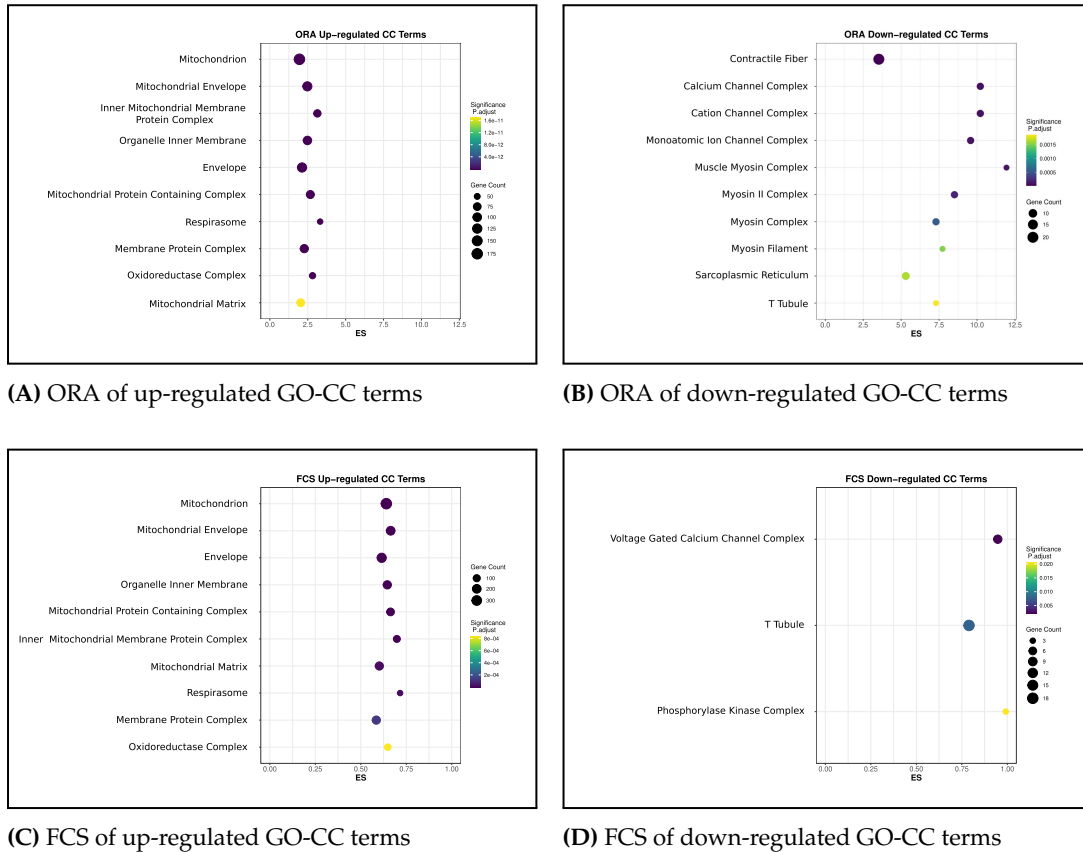 ORA Up-regulated CC Terms
Mitochondrion
Mitochondrial Envelope
Inner Mitochondrial Membrane
Protein Complex
Organelle Inner Membrane
Envelope
Mitochondrial Protein Containing Complex
Respirasome
Membrane Protein Complex
Oxidoreductase Complex
Mitochondrial Matrix
0.0 2.5 5.0 7.5 10.0 12.5
ES
Significance
P.adjust
1.6e-11
1.2e-11
8.0e-12
4.0e-12
Gene Count
50
75
100
125
150
175
(A) ORA of up-regulated GO-CC terms
ORA Down-regulated CC Terms
Contractile Fiber
Calcium Channel Complex
Cation Channel Complex
Monoatomic Ion Channel Complex
Muscle Myosin Complex
Myosin II Complex
Myosin Complex
Myosin Filament
Sarcoplasmic Reticulum
T Tubule
0.0 2.5 5.0 7.5 10.0 12.5
ES
Significance
P.adjust
0.0015
0.0010
0.0005
Gene Count
10
15
20
(B) ORA of down-regulated GO-CC terms
FCS Up-regulated CC Terms
Mitochondrion
Mitochondrial Envelope
Envelope
Organelle Inner Membrane
Mitochondrial Protein Containing Complex
Inner Mitochondrial Membrane Protein Complex
Mitochondrial Matrix
Respirasome
Membrane Protein Complex
Oxidoreductase Complex
0.00 0.25 0.50 0.75 1.00
ES
Gene Count
100
200
300
Significance
P.adjust
8e-04
6e-04
4e-04
2e-04
(C) FCS of up-regulated GO-CC terms
FCS Down-regulated CC Terms
Voltage Gated Calcium Channel Complex
T Tubule
Phosphorylase Kinase Complex
0.00 0.25 0.50 0.75 1.00
ES
Significance
P.adjust
0.020
0.015
0.010
0.005
Gene Count
3
6
9
12
15
18
(D) FCS of down-regulated GO-CC terms